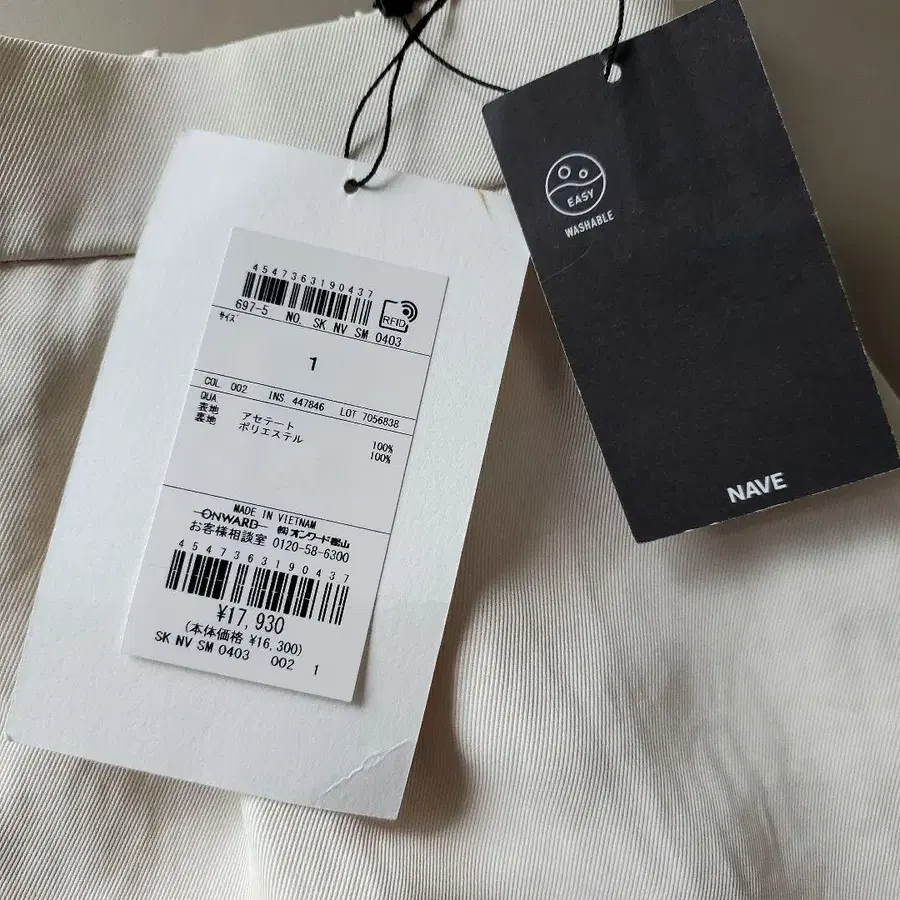 4547363190437
697-5 NO. SK NV SM 0403
RFID
サイズ
1
COL 002 INS 447846 LOT 7056838
QUA
表地 アセテート 100%
裏地 ポリエステル 100%
MADE IN VIETNAM
ONWARD ㈱オンワード樫山
お客様相談室 0120-58-6300
4547363190437
¥17,930
(本体価格 ¥16,300)
SK NV SM 0403 002 1
EASY
WASHABLE
NAVE